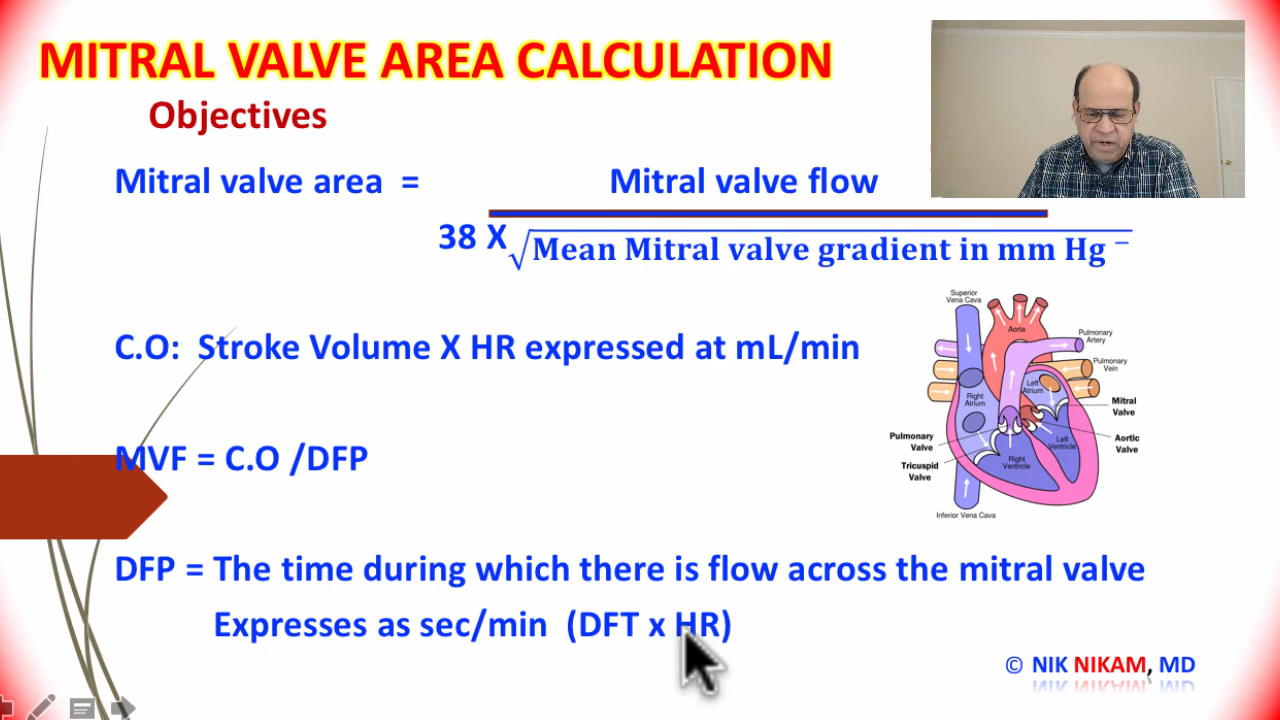 MITRAL VALVE AREA CALCULATION
Objectives
Mitral valve area =
Mitral valve flow
38 X √Mean Mitral valve gradient in mm Hg −
C.O: Stroke Volume X HR expressed at mL/min
MVF = C.O /DFP
DFP = The time during which there is flow across the mitral valve
Expresses as sec/min (DFT x HR)
Superior
Vena Cava
Aorta
Pulmonary
Artery
Pulmonary
Vein
Left
Atrium
Right
Atrium
Mitral
Valve
Pulmonary
Valve
Aortic
Valve
Left
Ventricle
Right
Ventricle
Tricuspid
Valve
Inferior Vena Cava
© NIK NIKAM, MD